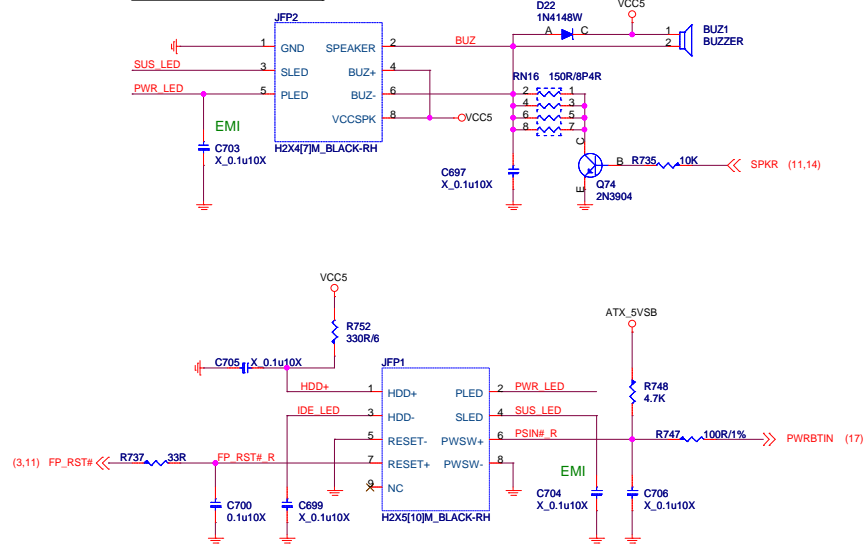 JFP2
D22
1N4148W
VCC5
BUZ1
BUZZER
A C
1 GND SPEAKER 2 BUZ
1
2
SUS_LED 3 SLED BUZ+ 4
PWR_LED 5 PLED BUZ- 6
VCCSPK 8 VCC5
RN16 150R/8P4R
2 1
4 3
6 5
8 7
EMI
C703
X_0.1u10X
H2X4[7]M_BLACK-RH
C697
X_0.1u10X
C
B
E
Q74
2N3904
R735 10K
SPKR (11,14)
VCC5
R752
330R/6
ATX_5VSB
C705 X_0.1u10X
JFP1
HDD+ 1 HDD+ PLED 2 PWR_LED
R748
4.7K
IDE_LED 3 HDD- SLED 4 SUS_LED
5 RESET- PWSW+ 6 PSIN#_R
R747 100R/1% PWRBTIN (17)
(3,11) FP_RST# R737 33R FP_RST#_R 7 RESET+ PWSW- 8
9 NC
EMI
C700
0.1u10X
C699
X_0.1u10X
C704
X_0.1u10X
C706
X_0.1u10X
H2X5[10]M_BLACK-RH